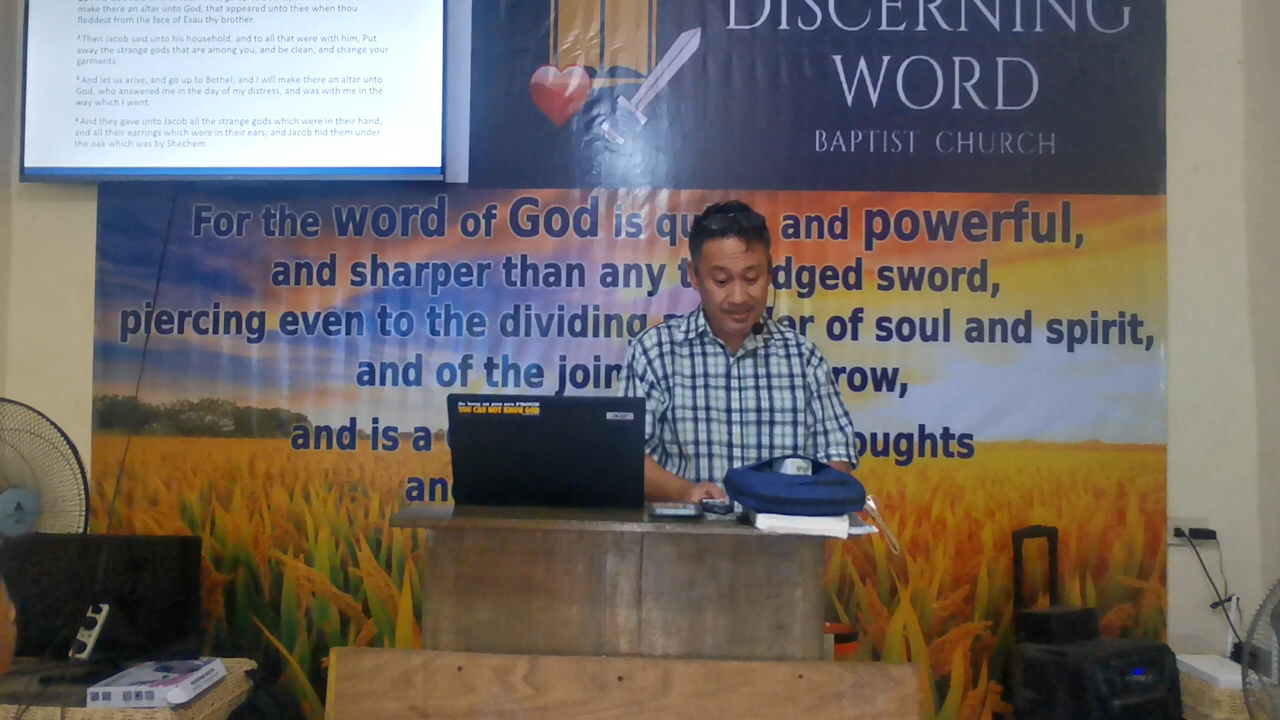 make there an altar unto God, that appeared unto thee when thou
fleddest from the face of Esau thy brother.
2 Then Jacob said unto his household, and to all that were with him, Put
away the strange gods that are among you, and be clean, and change your
garments:
3 And let us arise, and go up to Bethel; and I will make there an altar unto
God, who answered me in the day of my distress, and was with me in the
way which I went.
4 And they gave unto Jacob all the strange gods which were in their hand,
and all their earrings which were in their ears; and Jacob hid them under
the oak which was by Shechem.
DISCERNING
WORD
BAPTIST CHURCH
For the word of God is and powerful,
and sharper than any sword,
piercing even to the dividing of soul and spirit,
and of the
and is a
YOU CAN NOT KNOW GOD
acer